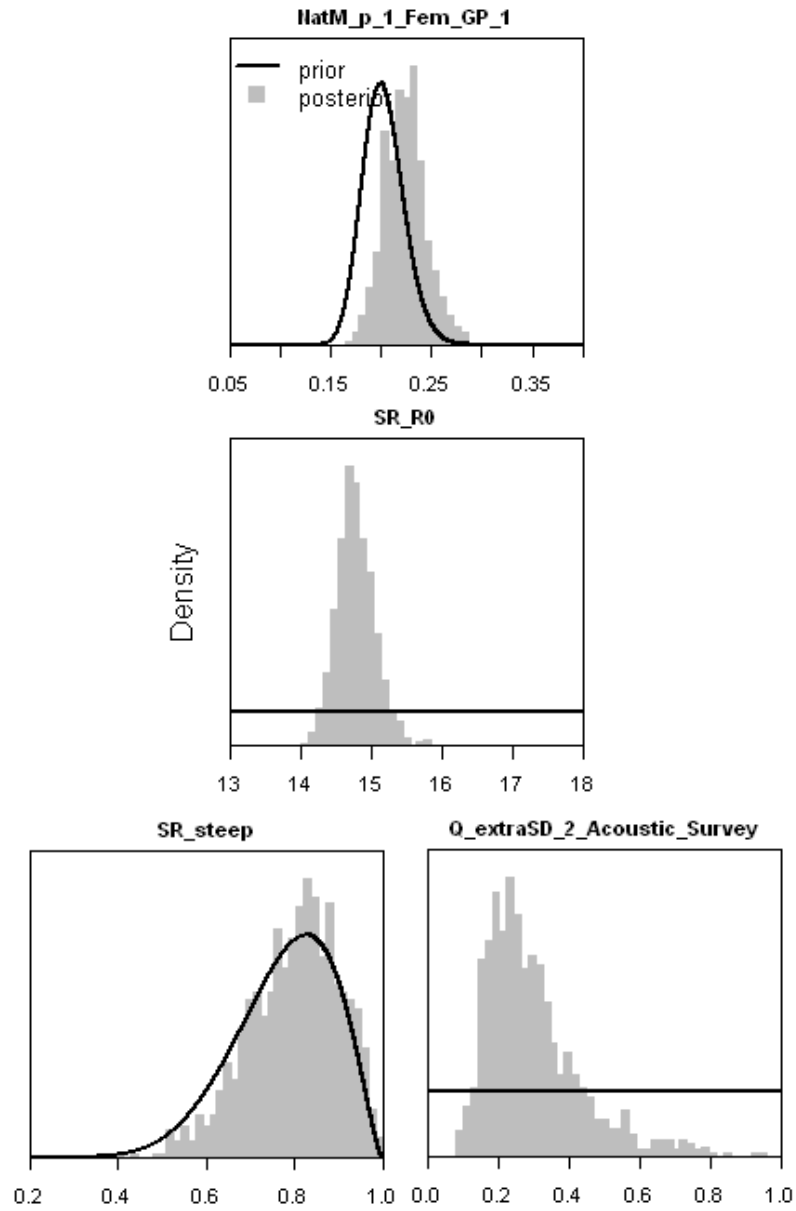 NatM_p_1_Fem_GP_1
prior
posterior
0.05 0.15 0.25 0.35
SR_R0
Density
13 14 15 16 17 18
SR_steep Q_extraSD_2_Acoustic_Survey
0.2 0.4 0.6 0.8 1.0 0.0 0.2 0.4 0.6 0.8 1.0